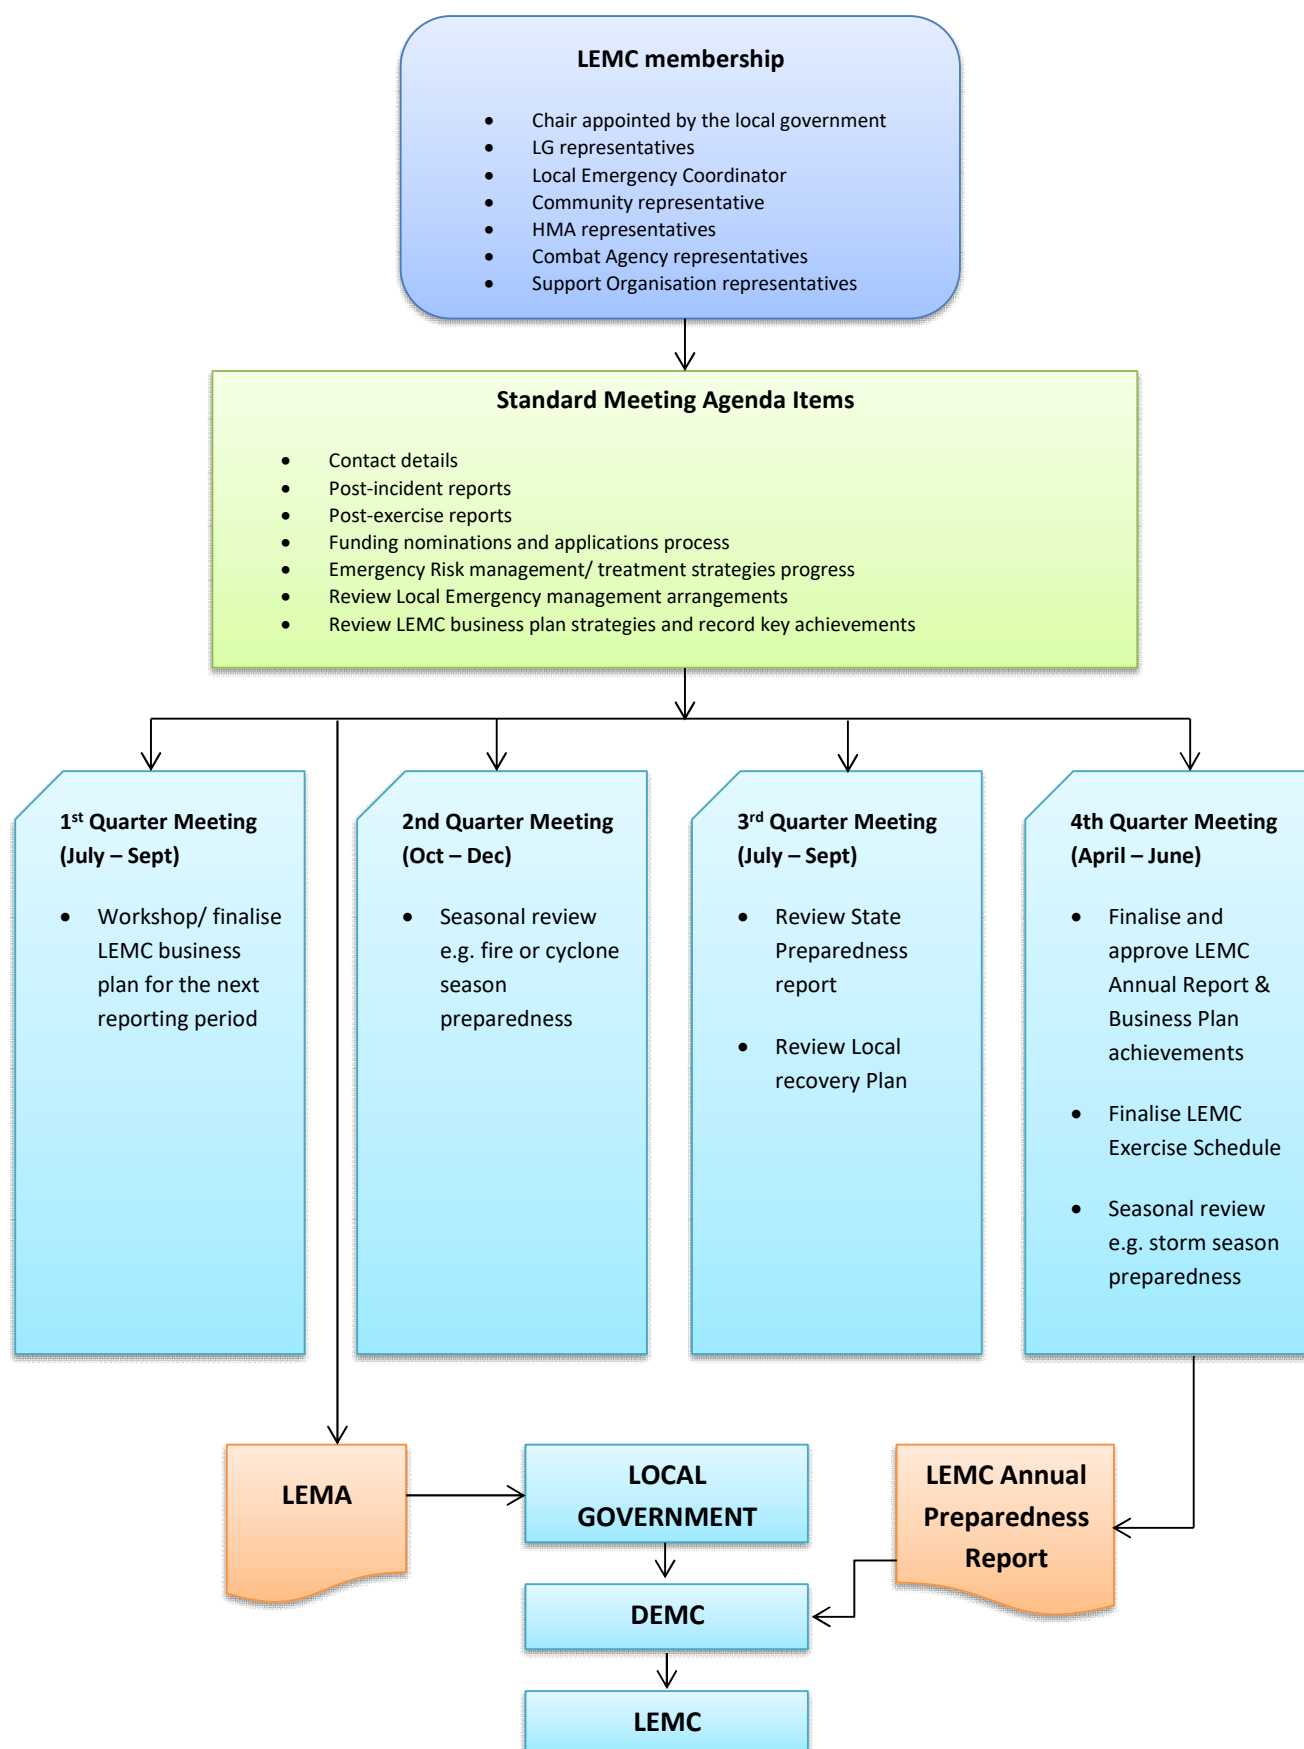 LEMC membership
• Chair appointed by the local government
• LG representatives
• Local Emergency Coordinator
• Community representative
• HMA representatives
• Combat Agency representatives
• Support Organisation representatives
Standard Meeting Agenda Items
• Contact details
• Post-incident reports
• Post-exercise reports
• Funding nominations and applications process
• Emergency Risk management/ treatment strategies progress
• Review Local Emergency management arrangements
• Review LEMC business plan strategies and record key achievements
1st Quarter Meeting
(July – Sept)
• Workshop/ finalise
LEMC business
plan for the next
reporting period
2nd Quarter Meeting
(Oct – Dec)
• Seasonal review
e.g. fire or cyclone
season
preparedness
3rd Quarter Meeting
(July – Sept)
• Review State
Preparedness
report
• Review Local
recovery Plan
4th Quarter Meeting
(April – June)
• Finalise and
approve LEMC
Annual Report &
Business Plan
achievements
• Finalise LEMC
Exercise Schedule
• Seasonal review
e.g. storm season
preparedness
LEMA
LOCAL
GOVERNMENT
LEMC Annual
Preparedness
Report
DEMC
LEMC